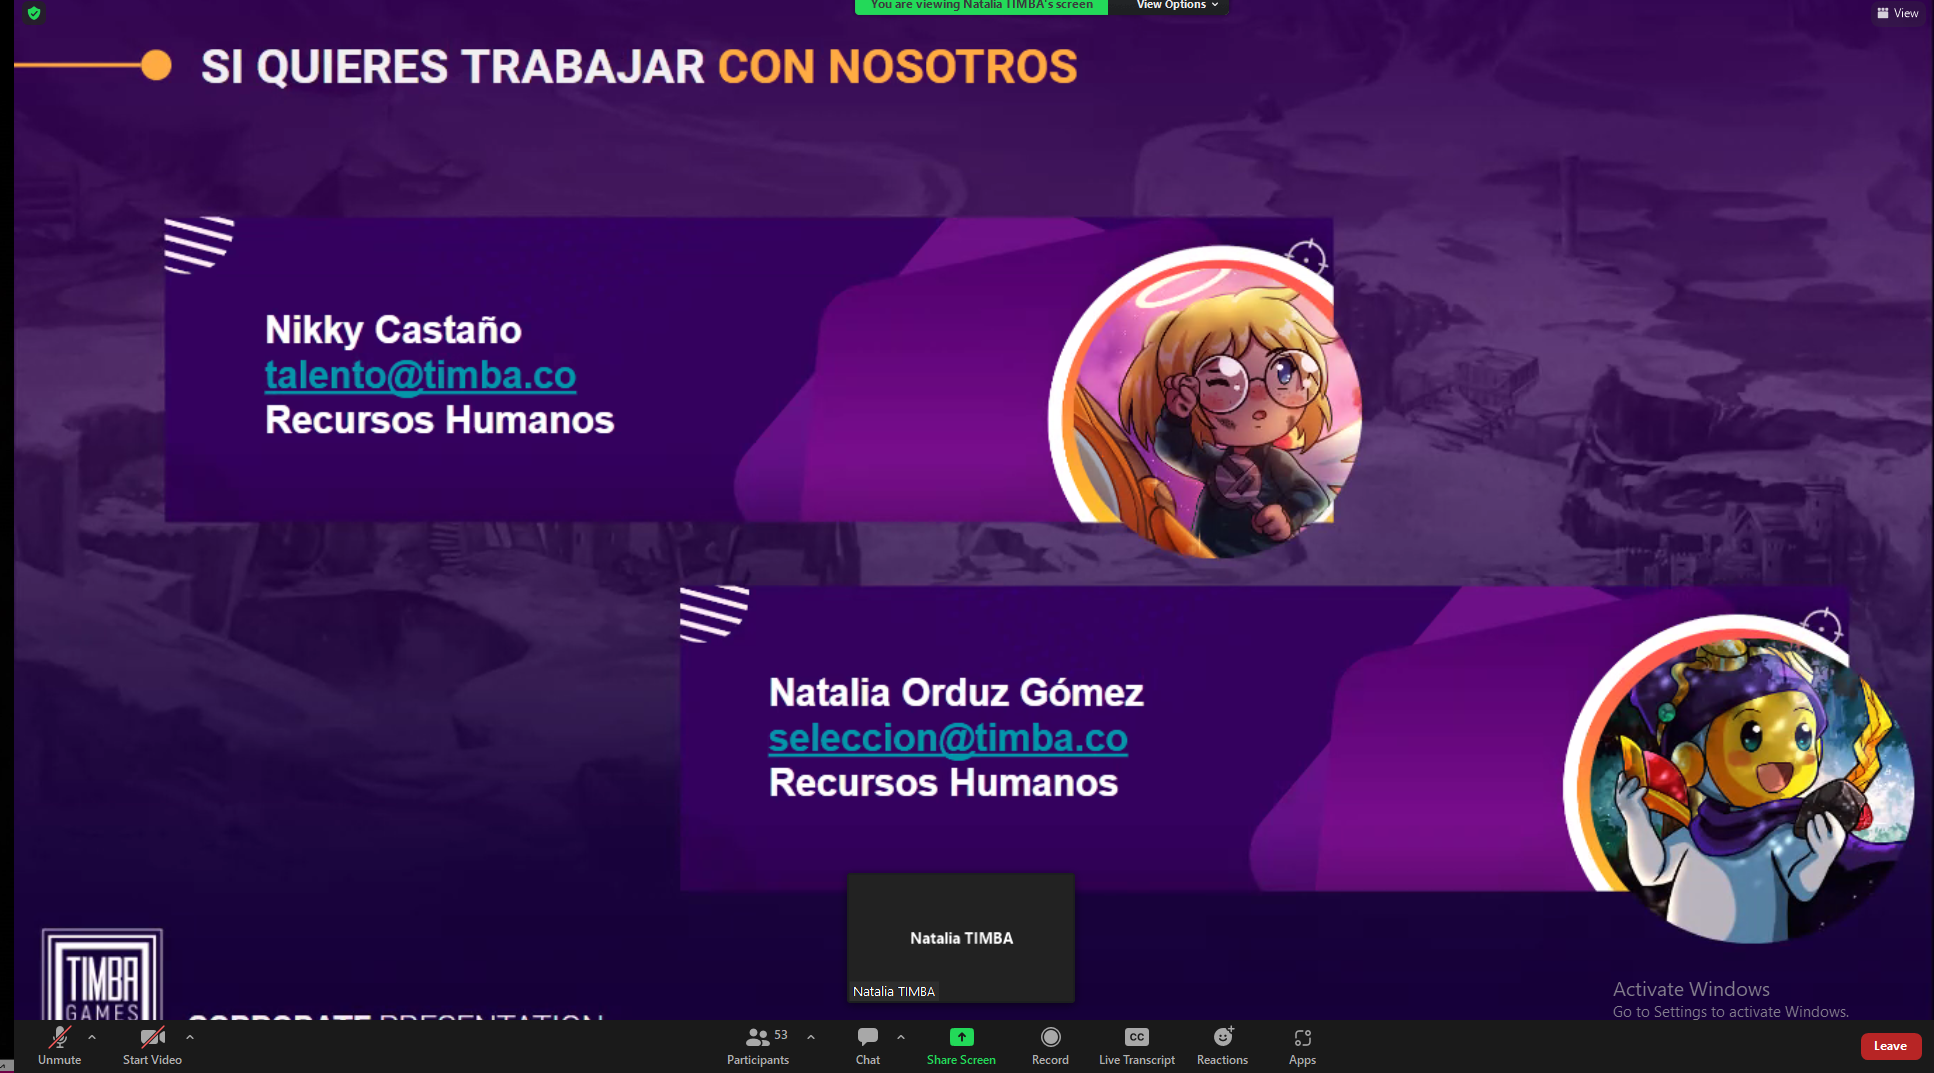 You are viewing Natalia TIMBA's screen
View Options
View
SI QUIERES TRABAJAR CON NOSOTROS
Nikky Castaño
talento@timba.co
Recursos Humanos
Natalia Orduz Gómez
seleccion@timba.co
Recursos Humanos
Natalia TIMBA
Natalia TIMBA
TIMBA
GAMES
CORPORATE PRESENTATION
Activate Windows
Go to Settings to activate Windows.
Unmute
Start Video
53
Participants
Chat
Share Screen
Record
CC
Live Transcript
Reactions
Apps
Leave